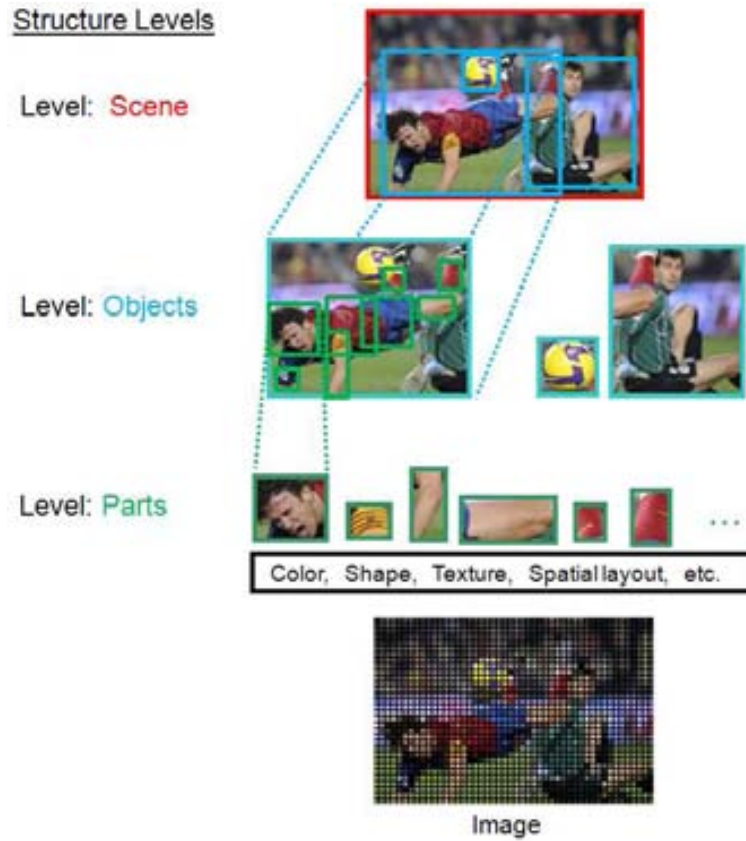 Structure Levels
Level: Scene
Level: Objects
Level: Parts
...
Color, Shape, Texture, Spatial layout, etc.
Image